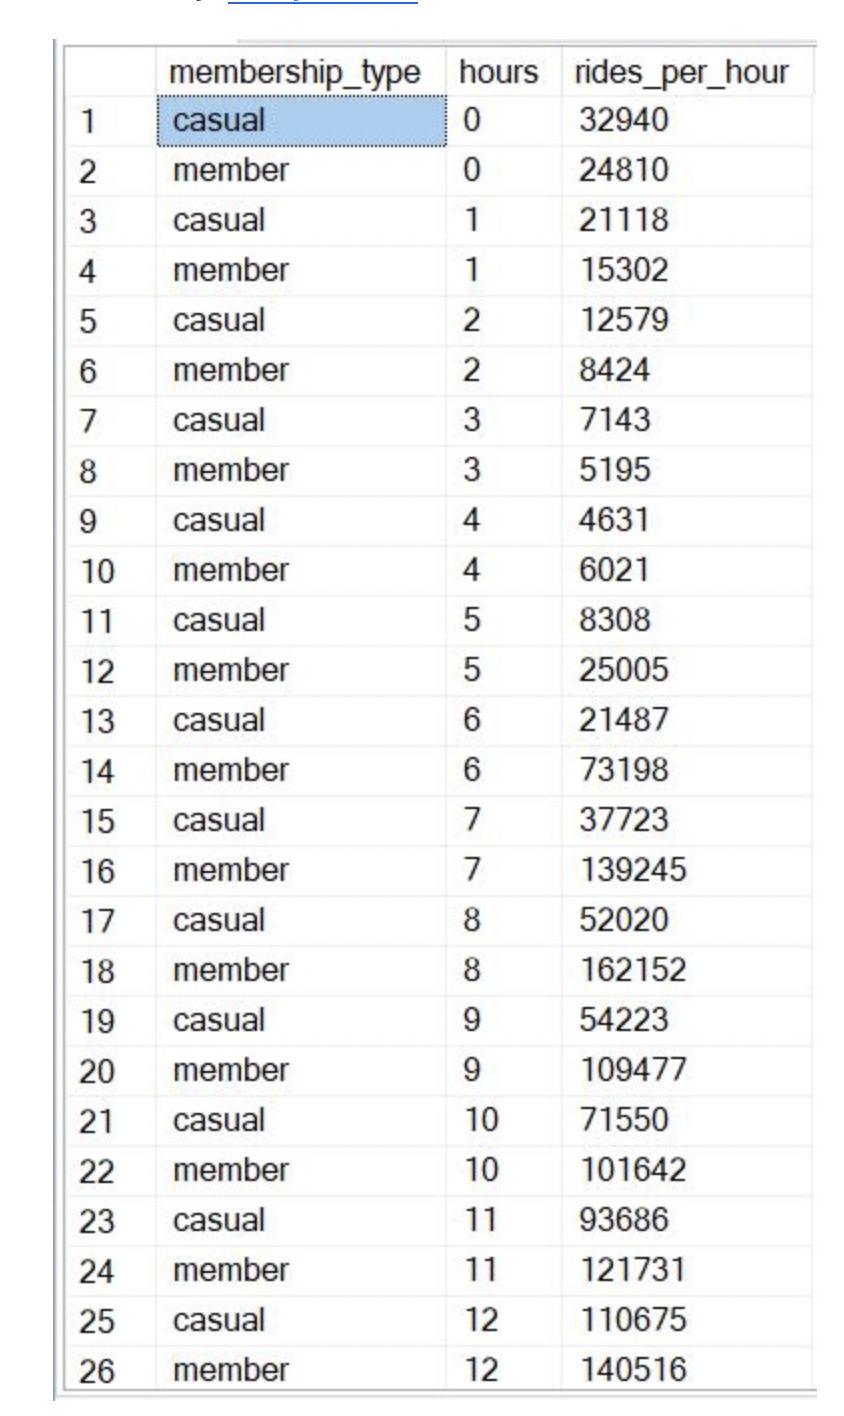 membership_type hours rides_per_hour
1 casual 0 32940
2 member 0 24810
3 casual 1 21118
4 member 1 15302
5 casual 2 12579
6 member 2 8424
7 casual 3 7143
8 member 3 5195
9 casual 4 4631
10 member 4 6021
11 casual 5 8308
12 member 5 25005
13 casual 6 21487
14 member 6 73198
15 casual 7 37723
16 member 7 139245
17 casual 8 52020
18 member 8 162152
19 casual 9 54223
20 member 9 109477
21 casual 10 71550
22 member 10 101642
23 casual 11 93686
24 member 11 121731
25 casual 12 110675
26 member 12 140516